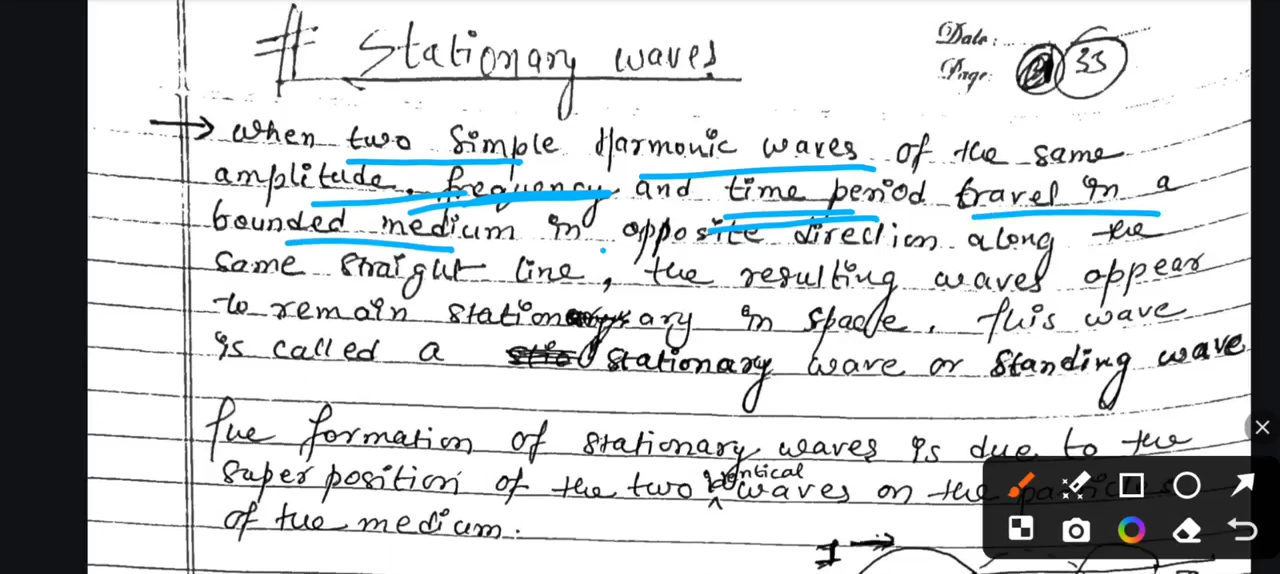 # Stationary waves
Date:
Page: 33
→ When two Simple Harmonic waves of the same
amplitude, frequency and time period travel in a
bounded medium in opposite direction along the
same straight line, the resulting waves appear
to remain stationary in space. This wave
is called a stationary wave or standing wave
The formation of stationary waves is due to the
super position of the two identical waves on the particles
of the medium.
I →